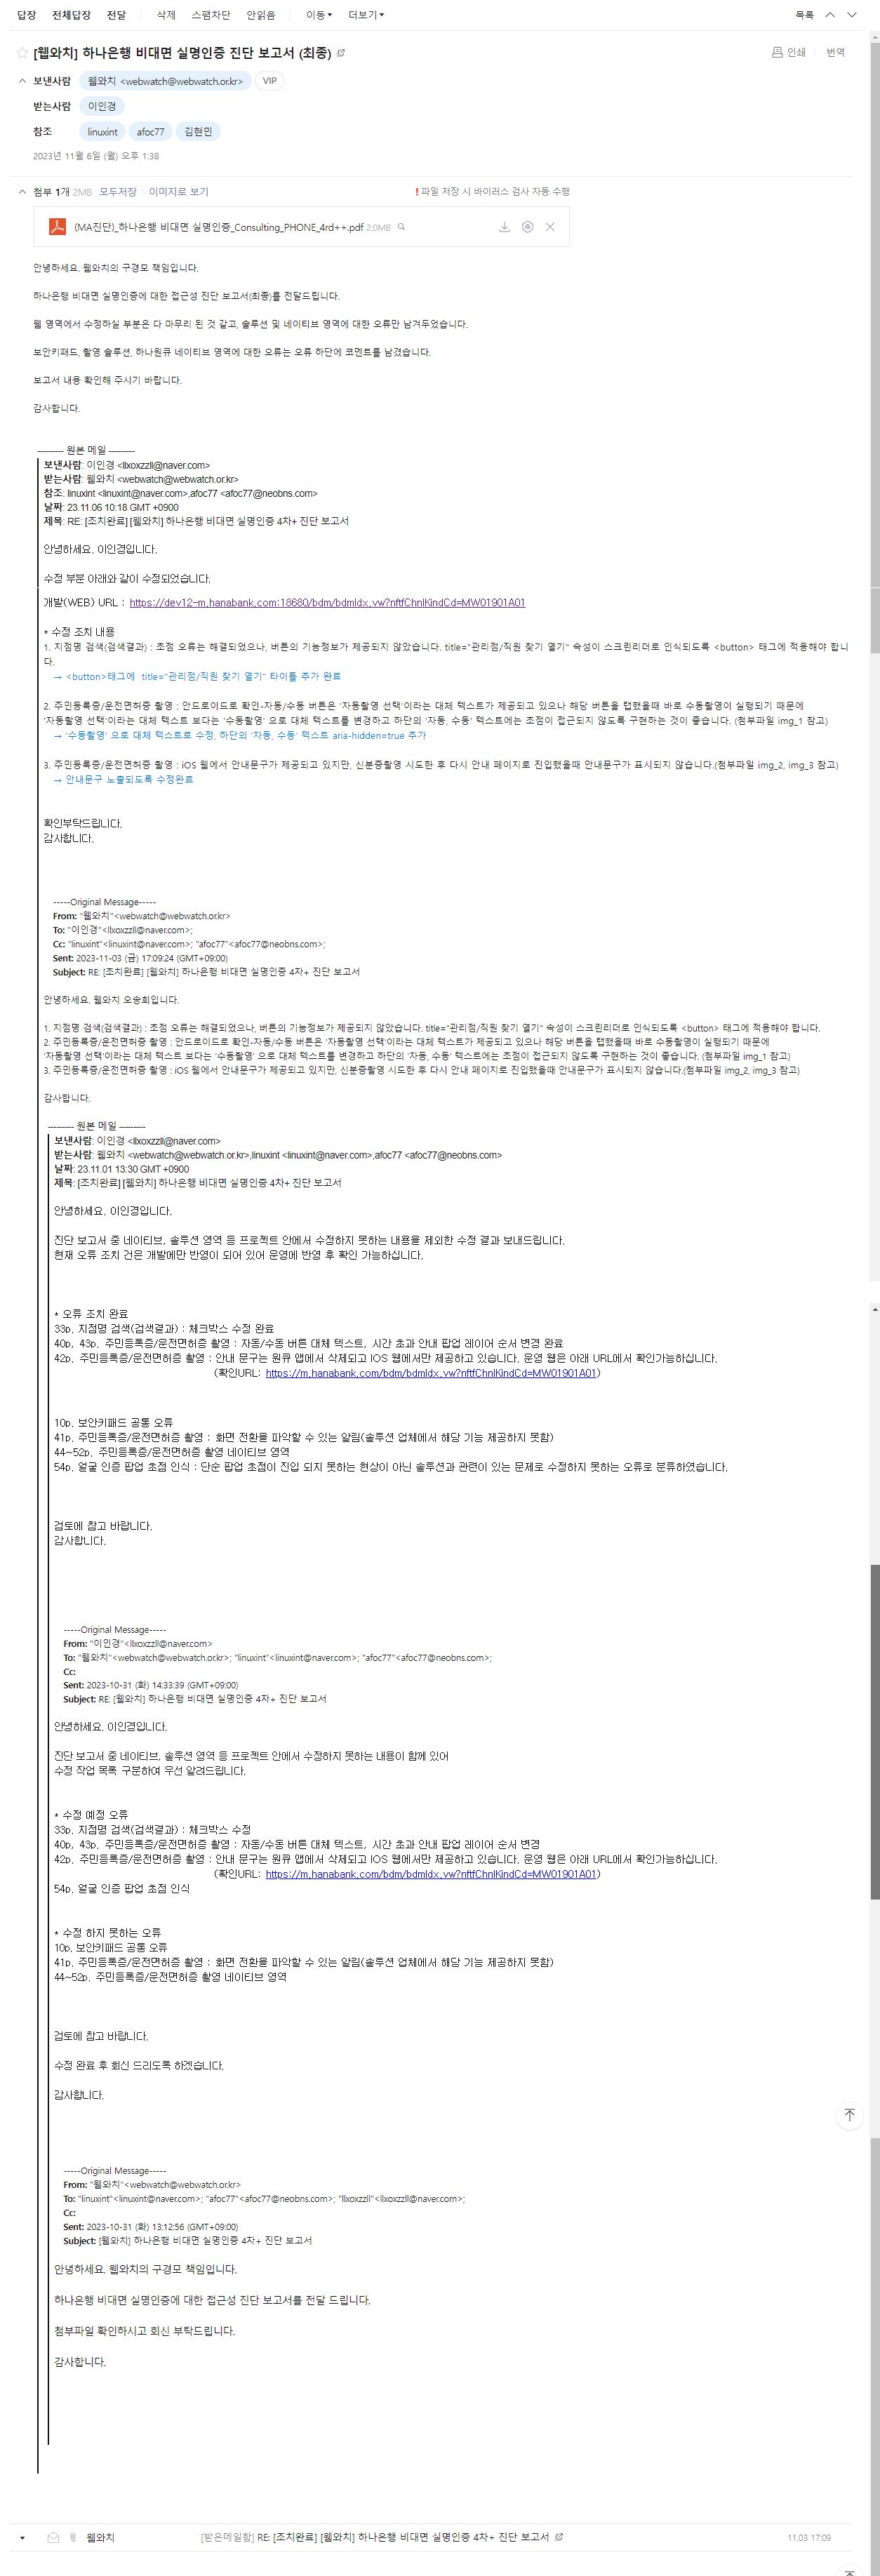 답장 전체답장 전달 삭제 스팸차단 안읽음 이동 더보기 목록
[웹와치] 하나은행 비대면 실명인증 진단 보고서 (최종) 인쇄 번역
보낸사람 웹와치 <webwatch@webwatch.or.kr> VIP
받는사람 이인경
참조 linuxint afoc77 김현민
2023년 11월 6일 (월) 오후 1:38
첨부 1개 2MB 모두저장 이미지로 보기 ! 파일 저장 시 바이러스 검사 자동 수행
(MA진단)_하나은행 비대면 실명인증_Consulting_PHONE_4rd++.pdf 2.0MB
안녕하세요. 웹와치의 구경모 책임입니다.
하나은행 비대면 실명인증에 대한 접근성 진단 보고서(최종)를 전달드립니다.
웹 영역에서 수정하실 부분은 다 마무리 된 것 같고, 솔루션 및 네이티브 영역에 대한 오류만 남겨두었습니다.
보안키패드, 촬영 솔루션, 하나원큐 네이티브 영역에 대한 오류는 오류 하단에 코멘트를 남겼습니다.
보고서 내용 확인해 주시기 바랍니다.
감사합니다.
--------- 원본 메일 ---------
보낸사람: 이인경 <llxoxzzll@naver.com>
받는사람: 웹와치 <webwatch@webwatch.or.kr>
참조: linuxint <linuxint@naver.com>,afoc77 <afoc77@neobns.com>
날짜: 23.11.06 10:18 GMT +0900
제목: RE: [조치완료] [웹와치] 하나은행 비대면 실명인증 4차+ 진단 보고서
안녕하세요. 이인경입니다.
수정 부분 아래와 같이 수정되었습니다.
개발(WEB) URL : https://dev12-m.hanabank.com:18680/bdm/bdmIdx.vw?nftfChnlKindCd=MW01901A01
* 수정 조치 내용
1. 지점명 검색(검색결과) : 초점 오류는 해결되었으나, 버튼의 기능정보가 제공되지 않았습니다. title="관리점/직원 찾기 열기" 속성이 스크린리더로 인식되도록 <button> 태그에 적용해야 합니
다.
→ <button>태그에 title="관리점/직원 찾기 열기" 타이틀 추가 완료
2. 주민등록증/운전면허증 촬영 : 안드로이드로 확인-자동/수동 버튼은 '자동촬영 선택'이라는 대체 텍스트가 제공되고 있으나 해당 버튼을 탭했을때 바로 수동촬영이 실행되기 때문에
'자동촬영 선택'이라는 대체 텍스트 보다는 '수동촬영' 으로 대체 텍스트를 변경하고 하단의 '자동, 수동' 텍스트에는 초점이 접근되지 않도록 구현하는 것이 좋습니다. (첨부파일 img_1 참고)
→ '수동촬영' 으로 대체 텍스트로 수정, 하단의 '자동, 수동' 텍스트 aria-hidden=true 추가
3. 주민등록증/운전면허증 촬영 : iOS 웹에서 안내문구가 제공되고 있지만, 신분증촬영 시도한 후 다시 안내 페이지로 진입했을때 안내문구가 표시되지 않습니다.(첨부파일 img_2, img_3 참고)
→ 안내문구 노출되도록 수정완료
확인부탁드립니다.
감사합니다.
-----Original Message-----
From: "웹와치"<webwatch@webwatch.or.kr>
To: "이인경"<llxoxzzll@naver.com>;
Cc: "linuxint"<linuxint@naver.com>; "afoc77"<afoc77@neobns.com>;
Sent: 2023-11-03 (금) 17:09:24 (GMT+09:00)
Subject: RE: [조치완료] [웹와치] 하나은행 비대면 실명인증 4차+ 진단 보고서
안녕하세요. 웹와치 오송희입니다.
1. 지점명 검색(검색결과) : 초점 오류는 해결되었으나, 버튼의 기능정보가 제공되지 않았습니다. title="관리점/직원 찾기 열기" 속성이 스크린리더로 인식되도록 <button> 태그에 적용해야 합니다.
2. 주민등록증/운전면허증 촬영 : 안드로이드로 확인-자동/수동 버튼은 '자동촬영 선택'이라는 대체 텍스트가 제공되고 있으나 해당 버튼을 탭했을때 바로 수동촬영이 실행되기 때문에
'자동촬영 선택'이라는 대체 텍스트 보다는 '수동촬영' 으로 대체 텍스트를 변경하고 하단의 '자동, 수동' 텍스트에는 초점이 접근되지 않도록 구현하는 것이 좋습니다. (첨부파일 img_1 참고)
3. 주민등록증/운전면허증 촬영 : iOS 웹에서 안내문구가 제공되고 있지만, 신분증촬영 시도한 후 다시 안내 페이지로 진입했을때 안내문구가 표시되지 않습니다.(첨부파일 img_2, img_3 참고)
감사합니다.
--------- 원본 메일 ---------
보낸사람: 이인경 <llxoxzzll@naver.com>
받는사람: 웹와치 <webwatch@webwatch.or.kr>,linuxint <linuxint@naver.com>,afoc77 <afoc77@neobns.com>
날짜: 23.11.01 13:30 GMT +0900
제목: [조치완료] [웹와치] 하나은행 비대면 실명인증 4차+ 진단 보고서
안녕하세요. 이인경입니다.
진단 보고서 중 네이티브, 솔루션 영역 등 프로젝트 안에서 수정하지 못하는 내용을 제외한 수정 결과 보내드립니다.
현재 오류 조치 건은 개발에만 반영이 되어 있어 운영에 반영 후 확인 가능하십니다.
* 오류 조치 완료
33p. 지점명 검색(검색결과) : 체크박스 수정 완료
40p, 43p. 주민등록증/운전면허증 촬영 : 자동/수동 버튼 대체 텍스트, 시간 초과 안내 팝업 레이어 순서 변경 완료
42p. 주민등록증/운전면허증 촬영 : 안내 문구는 원큐 앱에서 삭제되고 IOS 웹에서만 제공하고 있습니다. 운영 웹은 아래 URL에서 확인가능하십니다.
(확인URL: https://m.hanabank.com/bdm/bdmIdx.vw?nftfChnlKindCd=MW01901A01)
10p. 보안키패드 공통 오류
41p. 주민등록증/운전면허증 촬영 : 화면 전환을 파악할 수 있는 알림(솔루션 업체에서 해당 기능 제공하지 못함)
44~52p. 주민등록증/운전면허증 촬영 네이티브 영역
54p. 얼굴 인증 팝업 초점 인식 : 단순 팝업 초점이 진입 되지 못하는 현상이 아닌 솔루션과 관련이 있는 문제로 수정하지 못하는 오류로 분류하였습니다.
검토에 참고 바랍니다.
감사합니다.
-----Original Message-----
From: "이인경"<llxoxzzll@naver.com>
To: "웹와치"<webwatch@webwatch.or.kr>; "linuxint"<linuxint@naver.com>; "afoc77"<afoc77@neobns.com>;
Cc:
Sent: 2023-10-31 (화) 14:33:39 (GMT+09:00)
Subject: RE: [웹와치] 하나은행 비대면 실명인증 4차+ 진단 보고서
안녕하세요. 이인경입니다.
진단 보고서 중 네이티브, 솔루션 영역 등 프로젝트 안에서 수정하지 못하는 내용이 함께 있어
수정 작업 목록 구분하여 우선 알려드립니다.
* 수정 예정 오류
33p. 지점명 검색(검색결과) : 체크박스 수정
40p, 43p. 주민등록증/운전면허증 촬영 : 자동/수동 버튼 대체 텍스트, 시간 초과 안내 팝업 레이어 순서 변경
42p. 주민등록증/운전면허증 촬영 : 안내 문구는 원큐 앱에서 삭제되고 IOS 웹에서만 제공하고 있습니다. 운영 웹은 아래 URL에서 확인가능하십니다.
(확인URL: https://m.hanabank.com/bdm/bdmIdx.vw?nftfChnlKindCd=MW01901A01)
54p. 얼굴 인증 팝업 초점 인식
* 수정 하지 못하는 오류
10p. 보안키패드 공통 오류
41p. 주민등록증/운전면허증 촬영 : 화면 전환을 파악할 수 있는 알림(솔루션 업체에서 해당 기능 제공하지 못함)
44~52p. 주민등록증/운전면허증 촬영 네이티브 영역
검토에 참고 바랍니다.
수정 완료 후 회신 드리도록 하겠습니다.
감사합니다.
-----Original Message-----
From: "웹와치"<webwatch@webwatch.or.kr>
To: "linuxint"<linuxint@naver.com>; "afoc77"<afoc77@neobns.com>; "llxoxzzll"<llxoxzzll@naver.com>;
Cc:
Sent: 2023-10-31 (화) 13:12:56 (GMT+09:00)
Subject: [웹와치] 하나은행 비대면 실명인증 4차+ 진단 보고서
안녕하세요. 웹와치의 구경모 책임입니다.
하나은행 비대면 실명인증에 대한 접근성 진단 보고서를 전달 드립니다.
첨부파일 확인하시고 회신 부탁드립니다.
감사합니다.
웹와치 [받은메일함] RE: [조치완료] [웹와치] 하나은행 비대면 실명인증 4차+ 진단 보고서 11.03 17:09